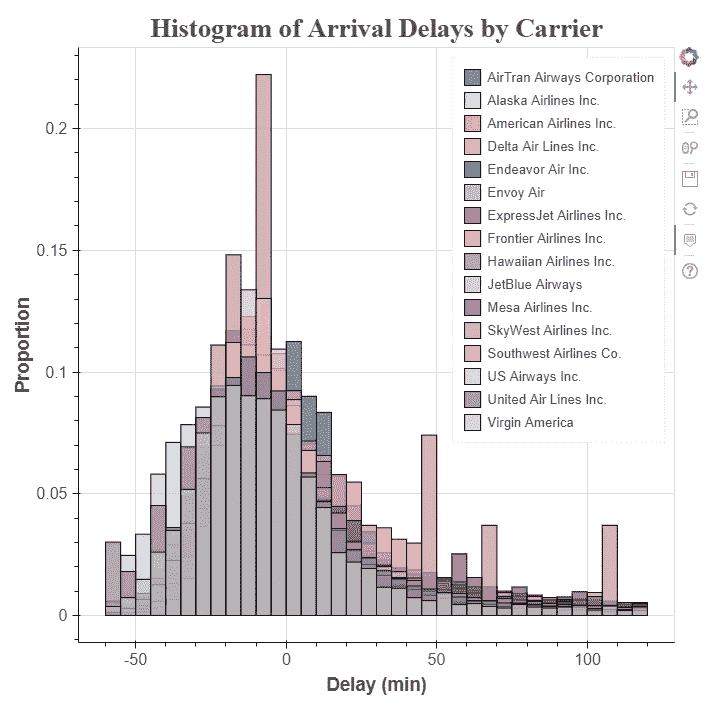 Histogram of Arrival Delays by Carrier
AirTran Airways Corporation
Alaska Airlines Inc.
American Airlines Inc.
Delta Air Lines Inc.
Endeavor Air Inc.
Envoy Air
ExpressJet Airlines Inc.
Frontier Airlines Inc.
Hawaiian Airlines Inc.
JetBlue Airways
Mesa Airlines Inc.
SkyWest Airlines Inc.
Southwest Airlines Co.
US Airways Inc.
United Air Lines Inc.
Virgin America
Proportion
0.2
0.15
0.1
0.05
0
-50 0 50 100
Delay (min)
?